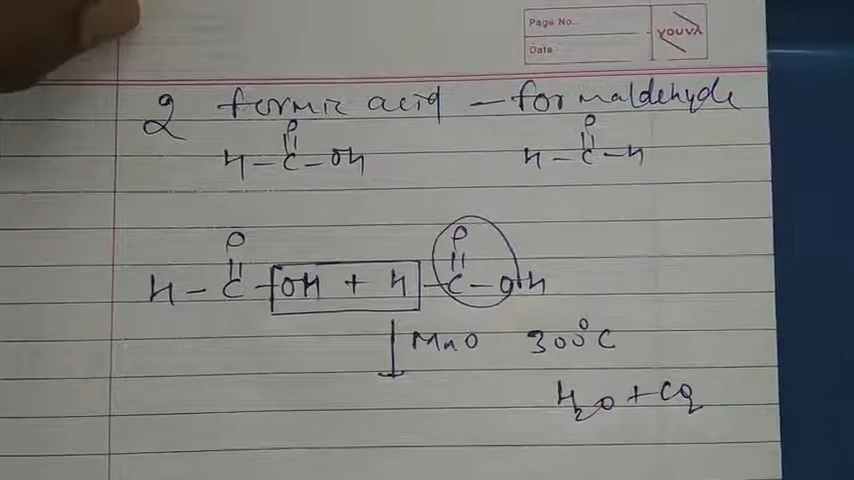 Page No..
youva
Date
2 formic acid - formaldehyde
O O
H - C - OH H - C - H
O O
H - C - OH + H - C - OH
MnO 300°C
H2O + CO2